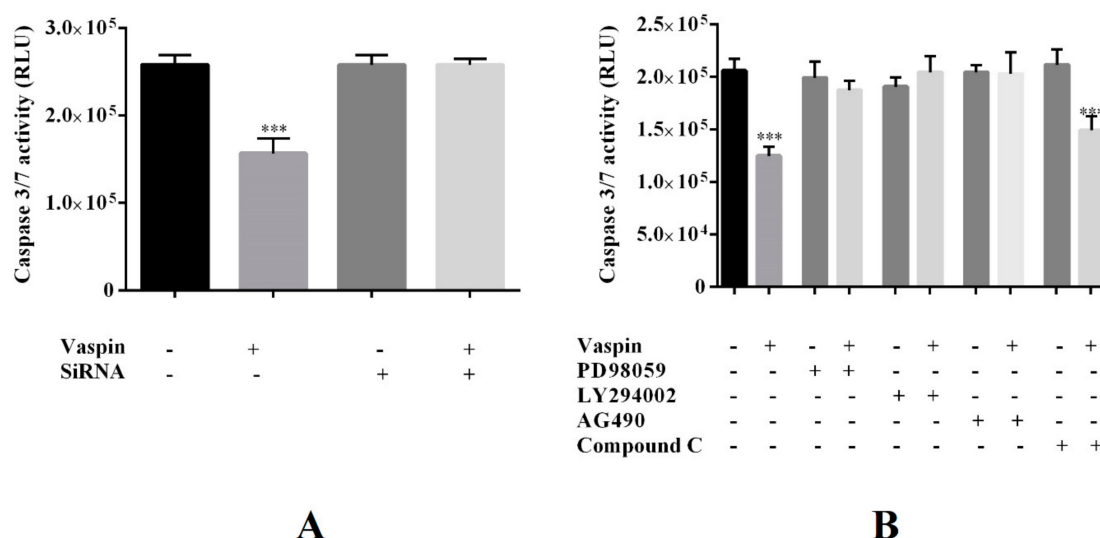 Caspase 3/7 activity (RLU)
3.0× 10⁵
2.0× 10⁵
1.0× 10⁵
0
***
Vaspin - + - +
SiRNA - - + +
A
Caspase 3/7 activity (RLU)
2.5× 10⁵
2.0× 10⁵
1.5× 10⁵
1.0× 10⁵
5.0× 10⁴
0
***
***
Vaspin - + - + - + - + - +
PD98059 - - + + - - - - - -
LY294002 - - - - + + - - - -
AG490 - - - - - - + + - -
Compound C - - - - - - - - + +
B